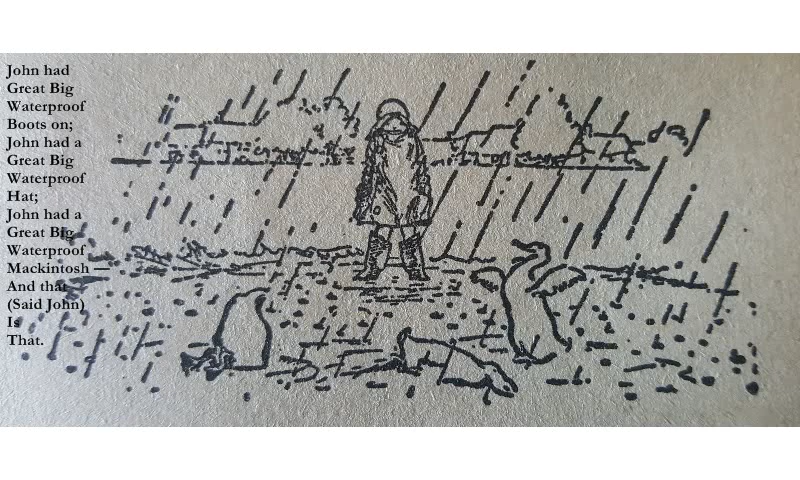 John had
Great Big
Waterproof
Boots on;
John had a
Great Big
Waterproof
Hat;
John had a
Great Big
Waterproof
Mackintosh —
And that
(Said John)
Is
That.